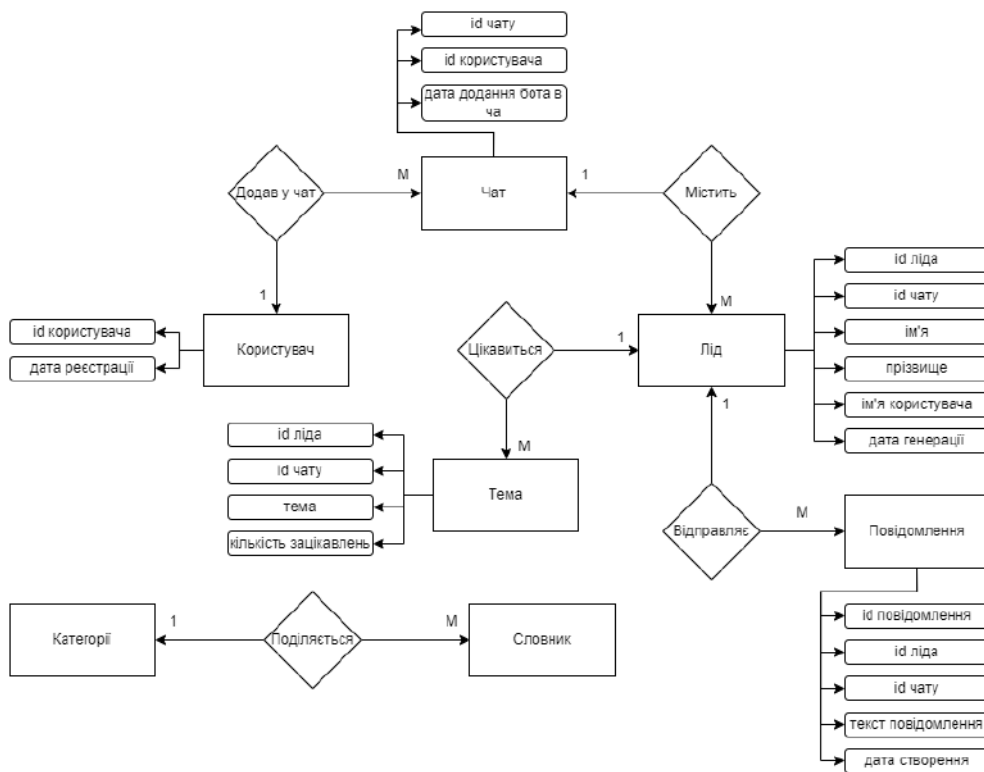 id чату
id користувача
дата додання бота в
ча
Додав у чат
М
Чат
1
Містить
1
М
id користувача
дата реєстрації
Користувач
Цікавиться
1
Лід
id ліда
id чату
ім'я
прізвище
ім'я користувача
дата генерації
1
М
id ліда
id чату
тема
кількість зацікавлень
Тема
Відправляє
М
Повідомлення
Категорії
1
Поділяється
М
Словник
id повідомлення
id ліда
id чату
текст повідомлення
дата створення